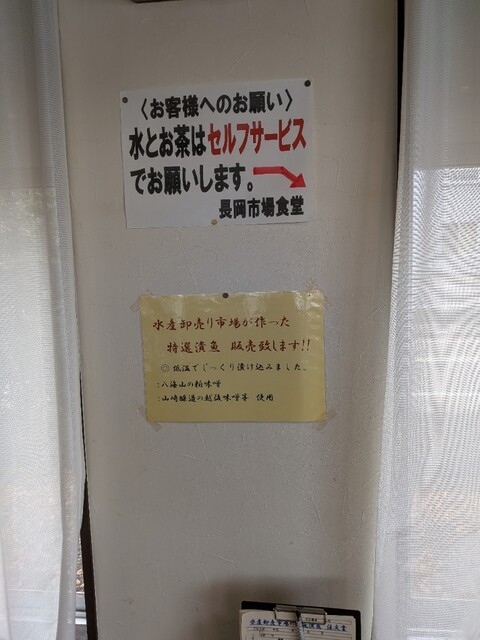 〈お客様へのお願い〉
水とお茶はセルフサービス
でお願いします。
長岡市場食堂
水産卸売り市場が作った
特選漬魚 販売致します!!
◎低温でじっくり漬け込みました。
:八海山の粕味噌
:山崎醸造の越後味噌等 使用
注文書